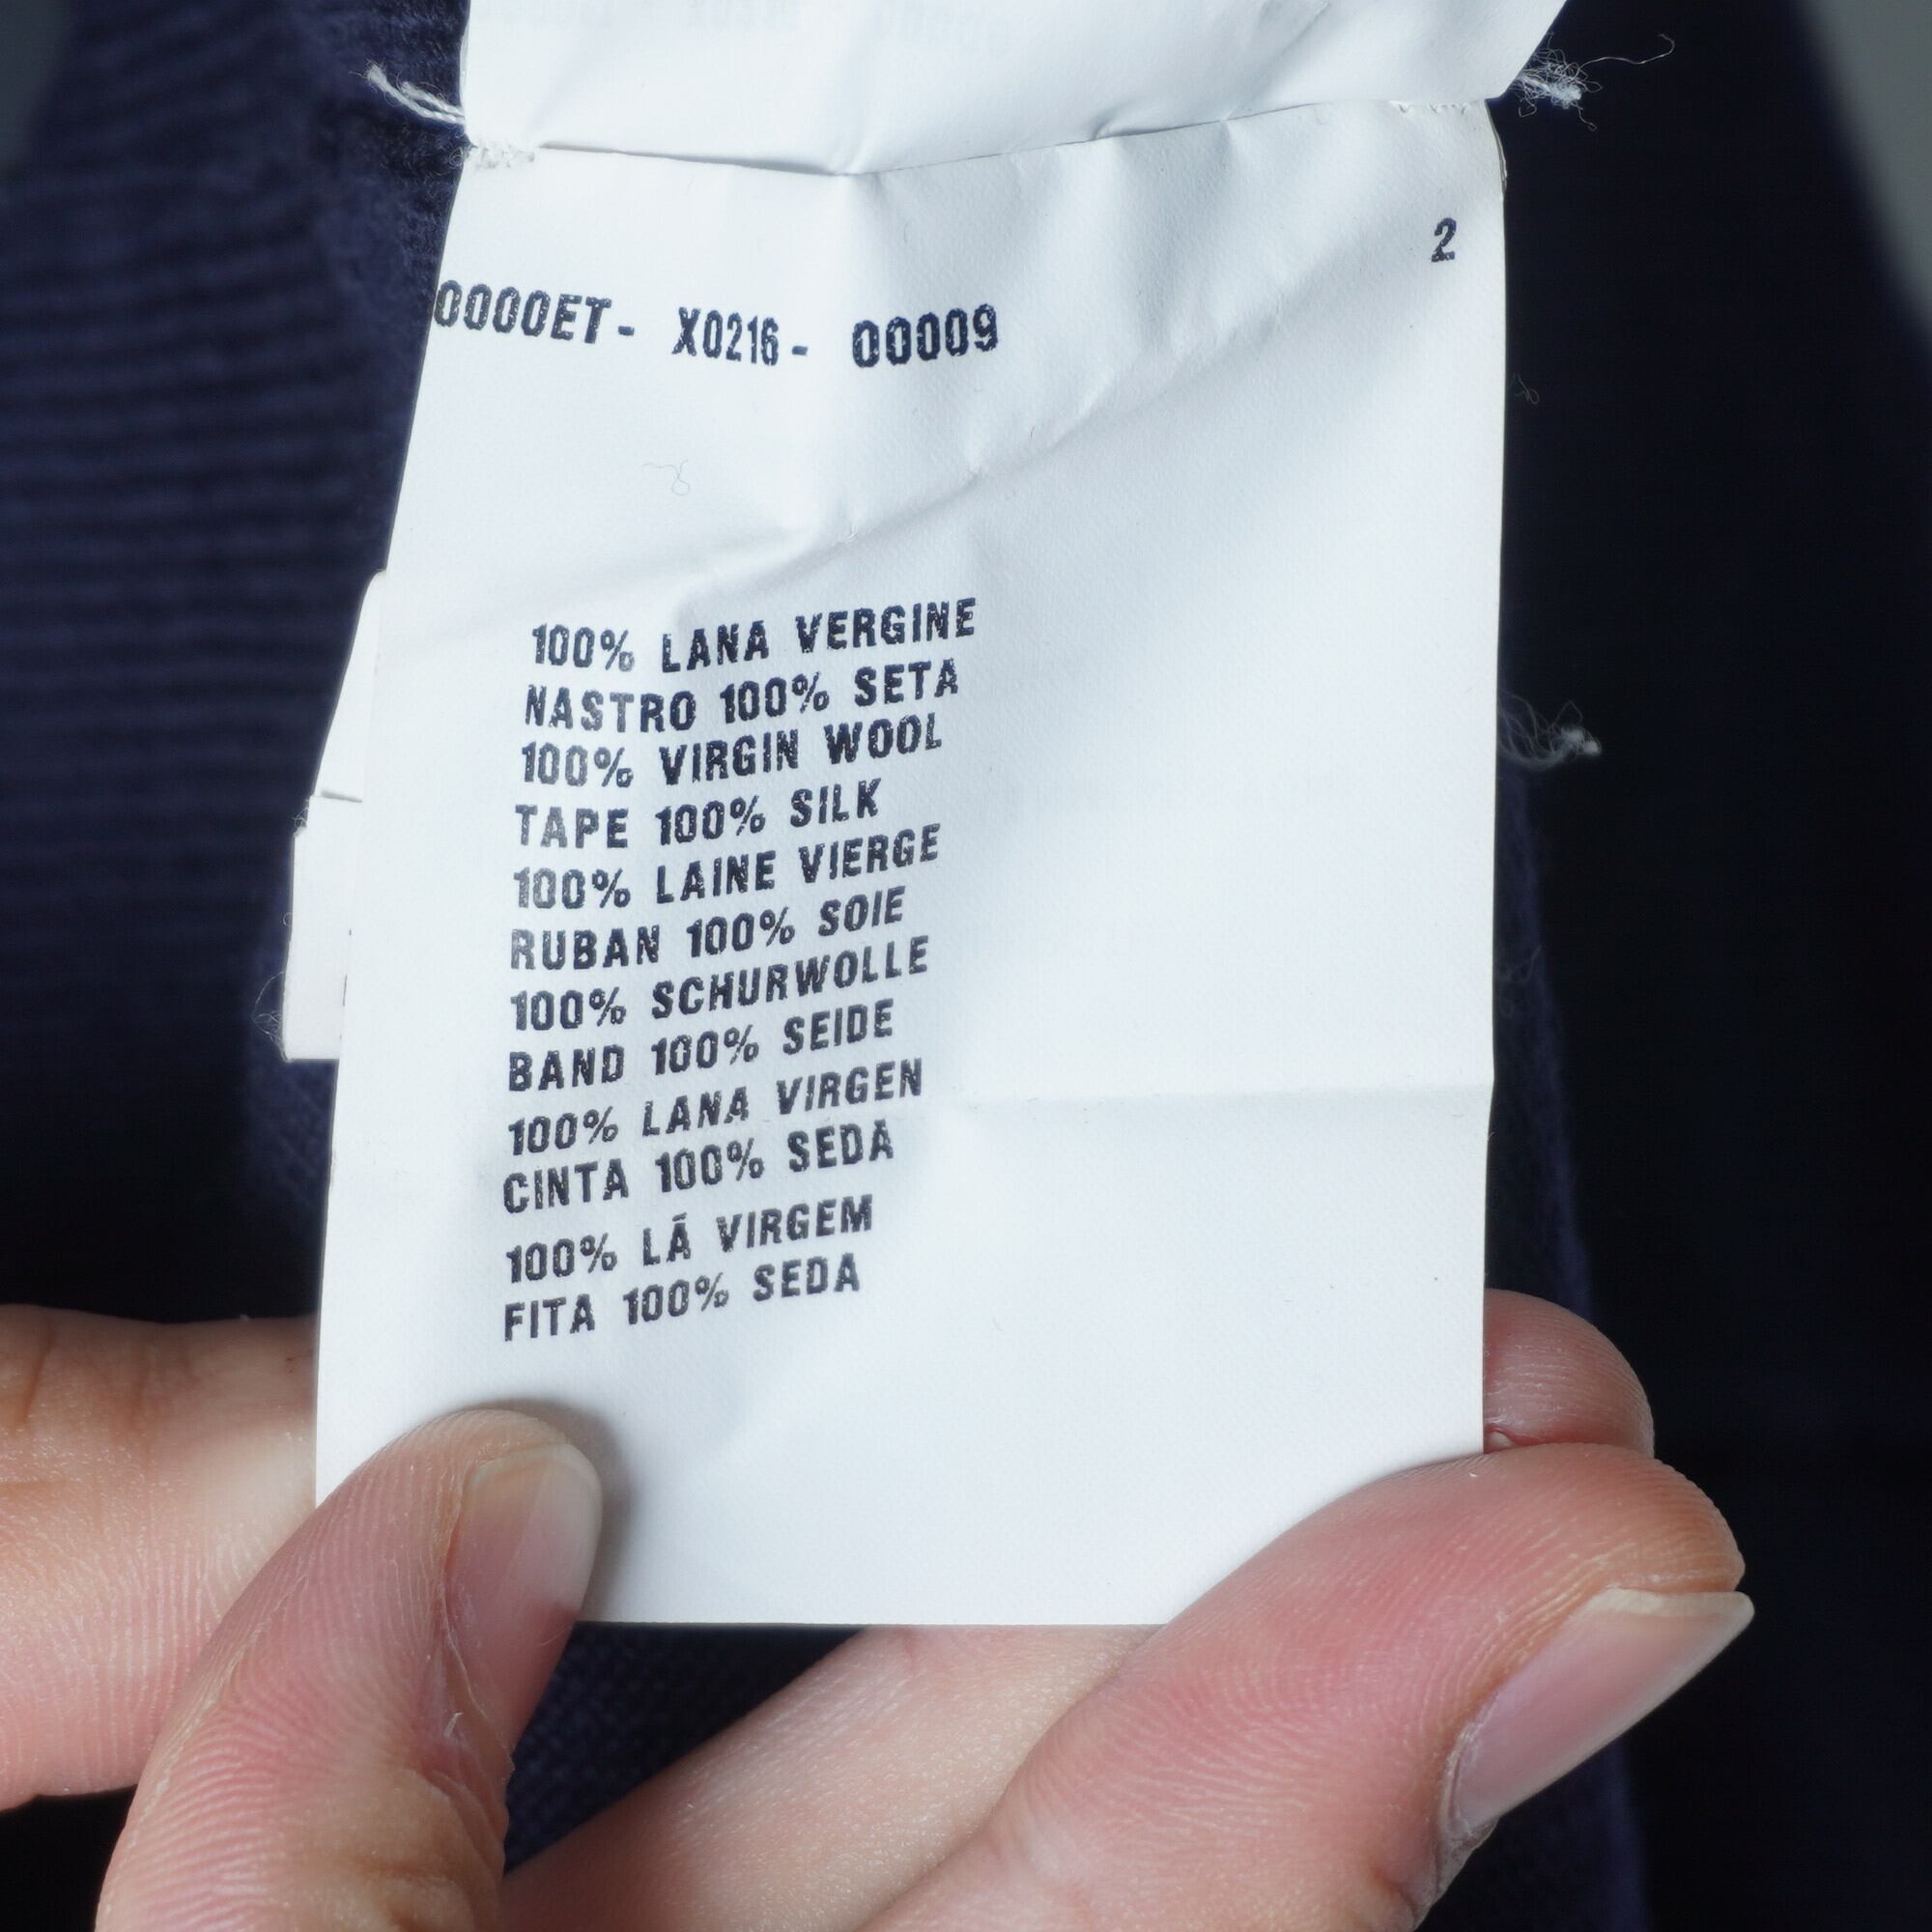 2
0000ET- X0216- 00009
100% LANA VERGINE
NASTRO 100% SETA
100% VIRGIN WOOL
TAPE 100% SILK
100% LAINE VIERGE
RUBAN 100% SOIE
100% SCHURWOLLE
BAND 100% SEIDE
100% LANA VIRGEN
CINTA 100% SEDA
100% LÃ VIRGEM
FITA 100% SEDA